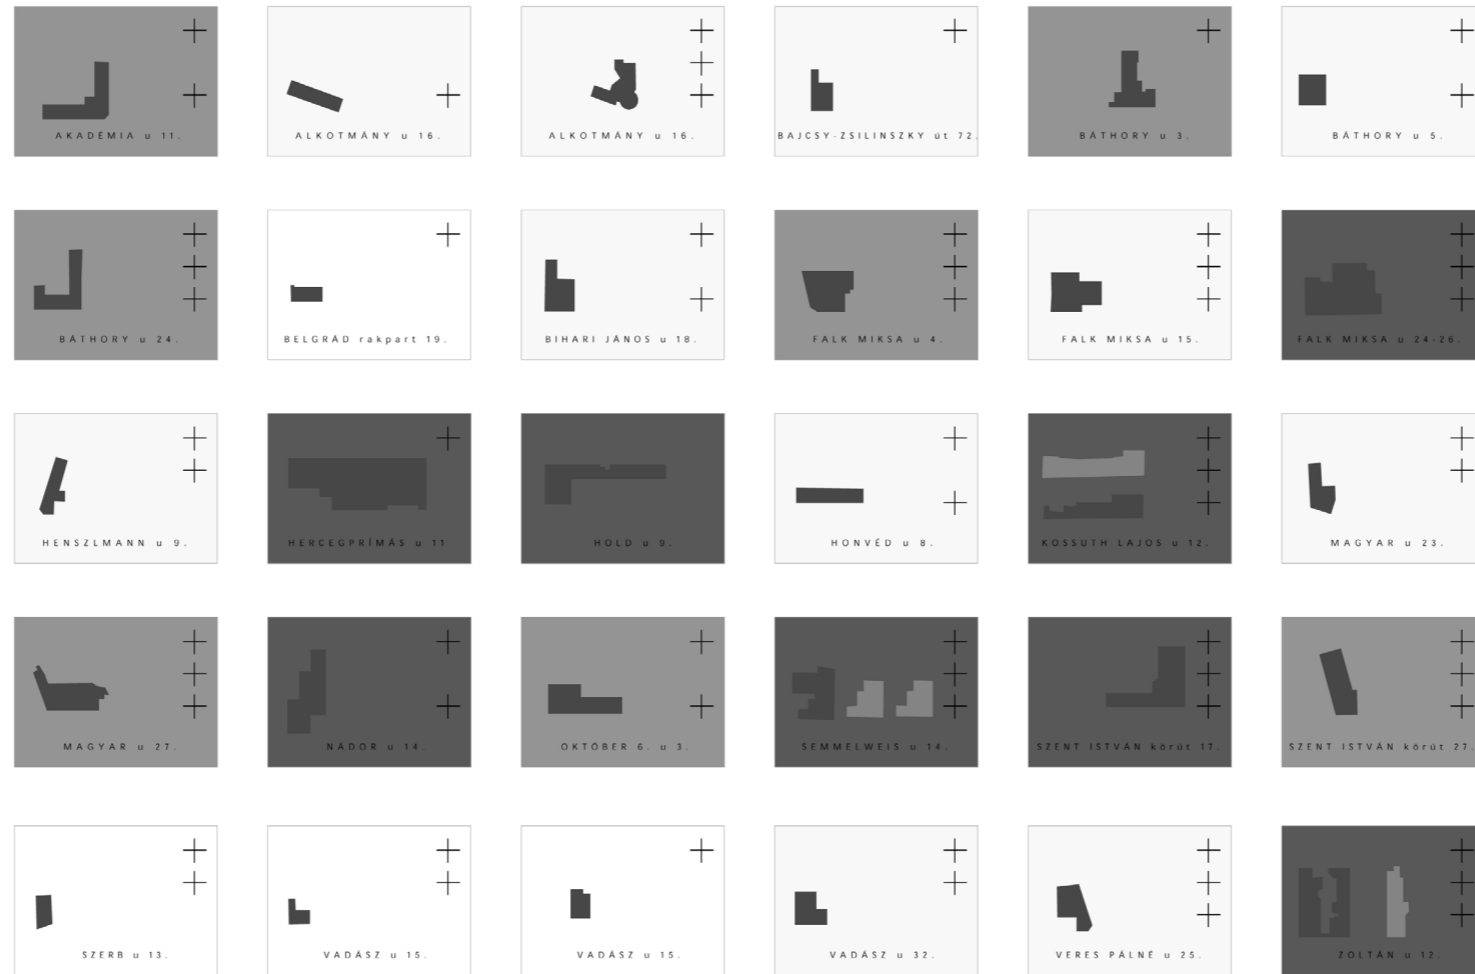 AKADÉMIA u 11.
ALKOTMÁNY u 16.
ALKOTMÁNY u 16.
BAJCSY-ZSILINSZKY út 72.
BÁTHORY u 3.
BÁTHORY u 5.
BÁTHORY u 24.
BELGRÁD rakpart 19.
BIHARI JÁNOS u 18.
FALK MIKSA u 4.
FALK MIKSA u 15.
FALK MIKSA u 24-26.
HENSZLMANN u 9.
HERCEGPRÍMÁS u 11
HOLD u 9.
HONVÉD u 8.
KOSSUTH LAJOS u 12.
MAGYAR u 23.
MAGYAR u 27.
NÁDOR u 14.
OKTÓBER 6. u 3.
SEMMELWEIS u 14.
SZENT ISTVÁN körút 17.
SZENT ISTVÁN körút 27.
SZERB u 13.
VADÁSZ u 15.
VADÁSZ u 15.
VADÁSZ u 32.
VERES PÁLNÉ u 25.
ZOLTÁN u 12.